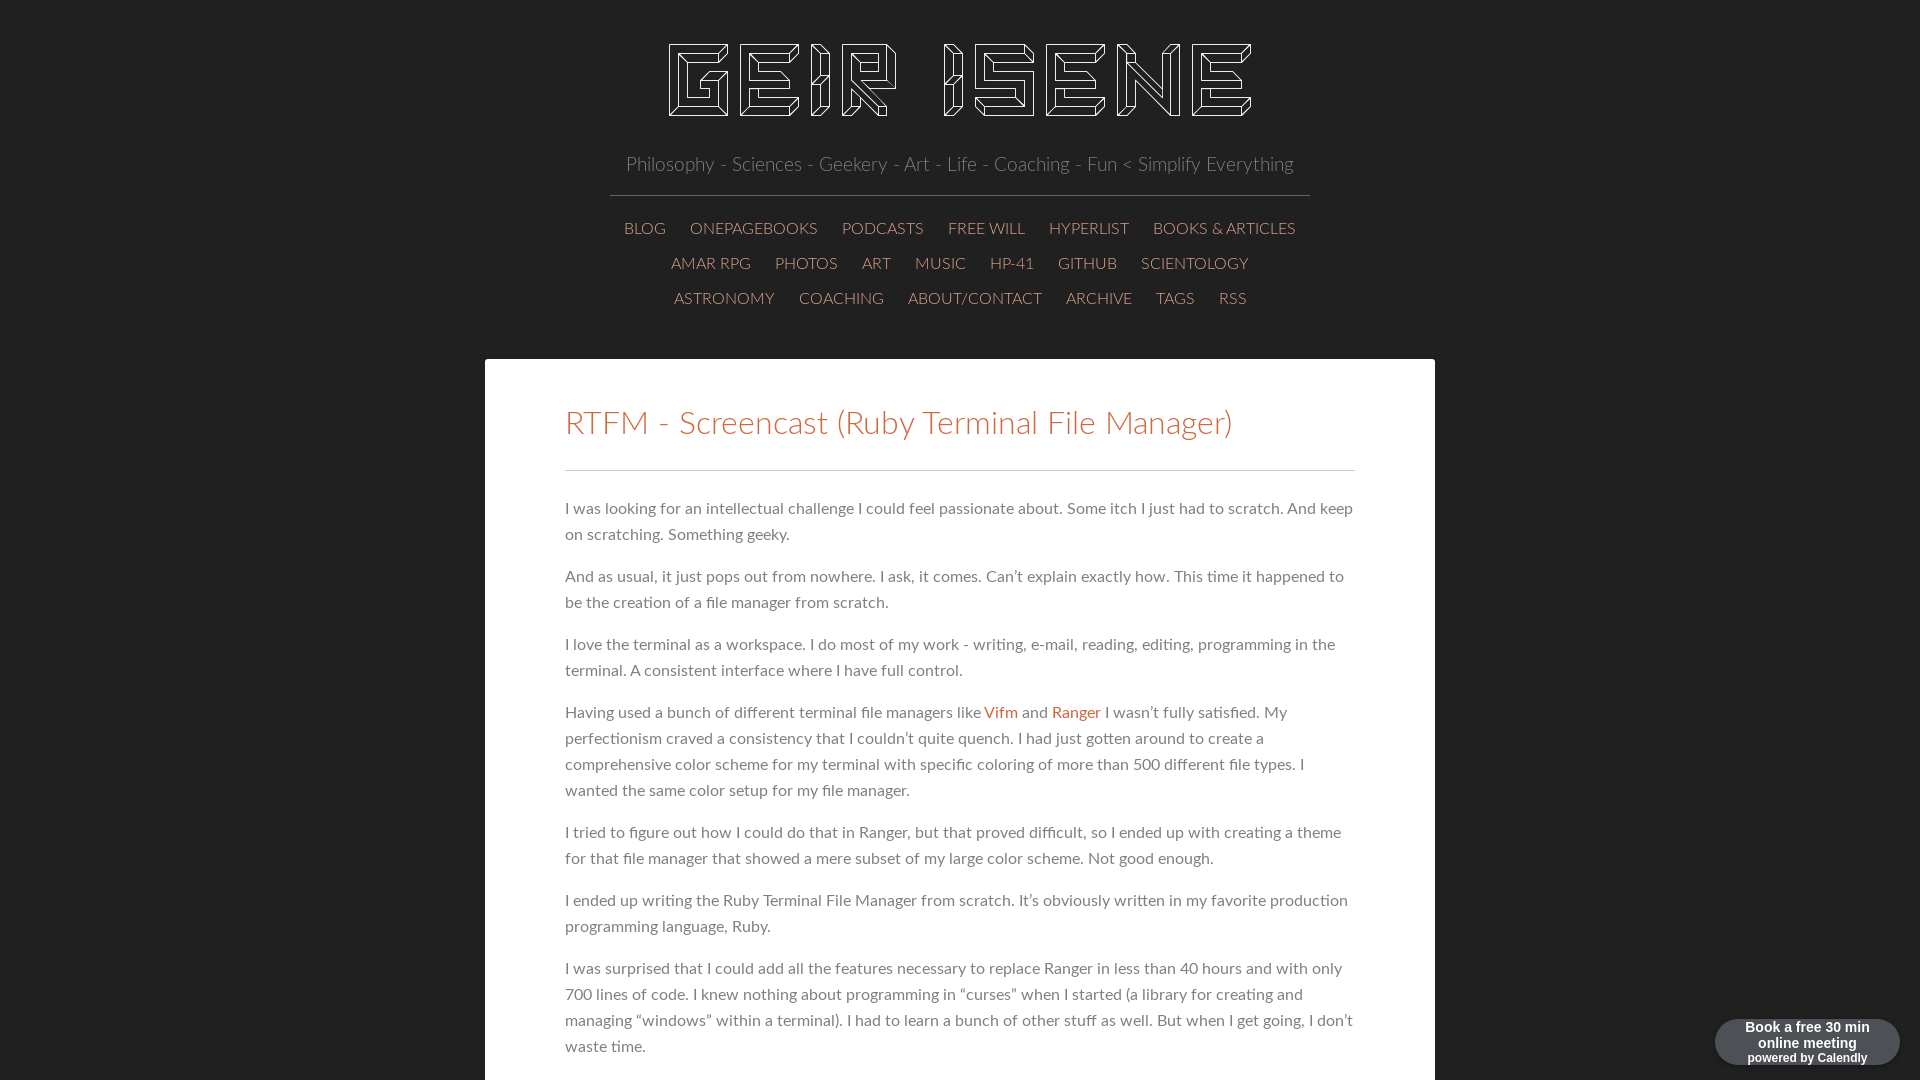 GEIR ISENE
Philosophy - Sciences - Geekery - Art - Life - Coaching - Fun < Simplify Everything
BLOG ONEPAGEBOOKS PODCASTS FREE WILL HYPERLIST BOOKS & ARTICLES
AMAR RPG PHOTOS ART MUSIC HP-41 GITHUB SCIENTOLOGY
ASTRONOMY COACHING ABOUT/CONTACT ARCHIVE TAGS RSS
RTFM - Screencast (Ruby Terminal File Manager)
I was looking for an intellectual challenge I could feel passionate about. Some itch I just had to scratch. And keep
on scratching. Something geeky.
And as usual, it just pops out from nowhere. I ask, it comes. Can’t explain exactly how. This time it happened to
be the creation of a file manager from scratch.
I love the terminal as a workspace. I do most of my work - writing, e-mail, reading, editing, programming in the
terminal. A consistent interface where I have full control.
Having used a bunch of different terminal file managers like Vifm and Ranger I wasn’t fully satisfied. My
perfectionism craved a consistency that I couldn’t quite quench. I had just gotten around to create a
comprehensive color scheme for my terminal with specific coloring of more than 500 different file types. I
wanted the same color setup for my file manager.
I tried to figure out how I could do that in Ranger, but that proved difficult, so I ended up with creating a theme
for that file manager that showed a mere subset of my large color scheme. Not good enough.
I ended up writing the Ruby Terminal File Manager from scratch. It’s obviously written in my favorite production
programming language, Ruby.
I was surprised that I could add all the features necessary to replace Ranger in less than 40 hours and with only
700 lines of code. I knew nothing about programming in “curses” when I started (a library for creating and
managing “windows” within a terminal). I had to learn a bunch of other stuff as well. But when I get going, I don’t
waste time.
Book a free 30 min
online meeting
powered by Calendly